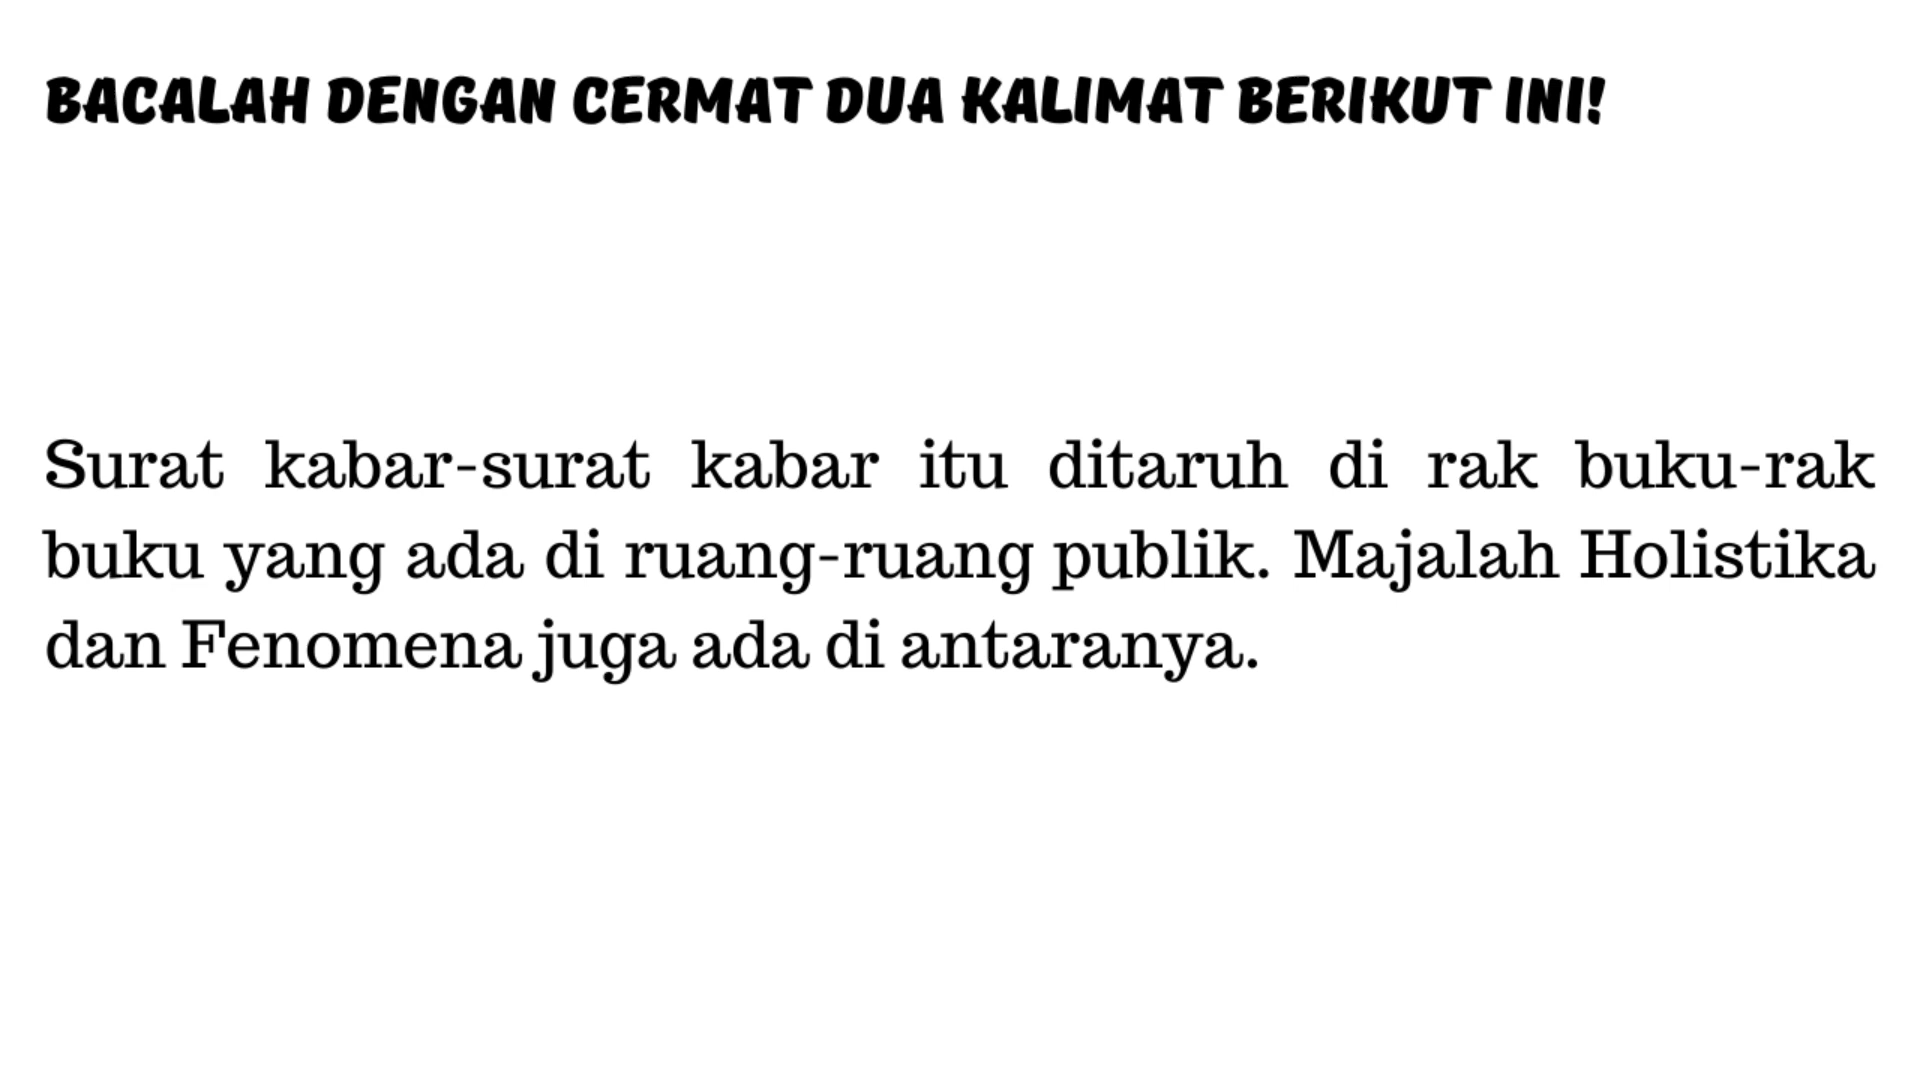 BACALAH DENGAN CERMAT DUA KALIMAT BERIKUT INI!
Surat kabar-surat kabar itu ditaruh di rak buku-rak
buku yang ada di ruang-ruang publik. Majalah Holistika
dan Fenomena juga ada di antaranya.